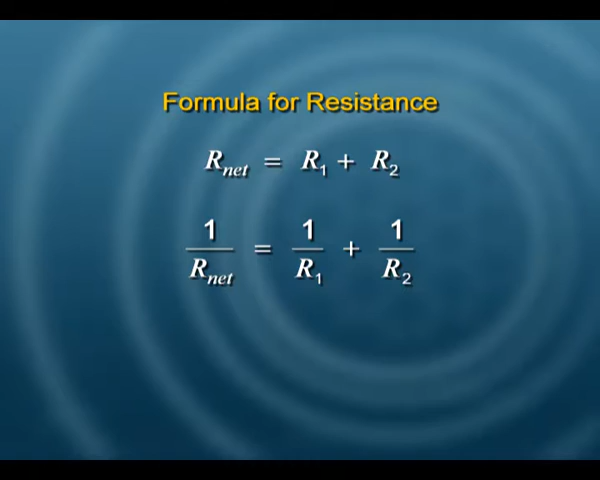 Formula for Resistance
R_net = R_1 + R_2
1/R_net = 1/R_1 + 1/R_2